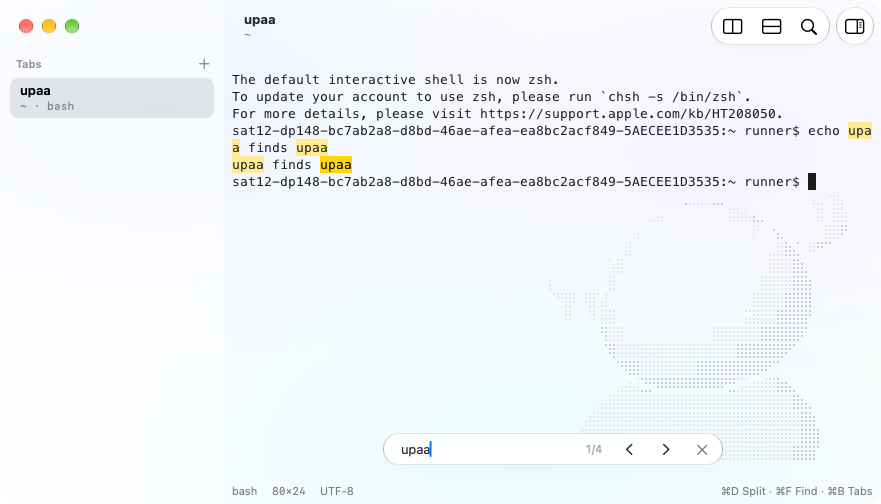 upaa
~
Tabs
upaa
~ · bash
The default interactive shell is now zsh.
To update your account to use zsh, please run `chsh -s /bin/zsh`.
For more details, please visit https://support.apple.com/kb/HT208050.
sat12-dp148-bc7ab2a8-d8bd-46ae-afea-ea8bc2acf849-5AECEE1D3535:~ runner$ echo upa
a finds upaa
upaa finds upaa
sat12-dp148-bc7ab2a8-d8bd-46ae-afea-ea8bc2acf849-5AECEE1D3535:~ runner$
upaa 1/4
bash 80×24 UTF-8 ⌘D Split · ⌘F Find · ⌘B Tabs